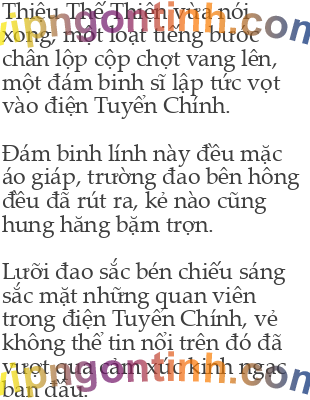 Thiệu Thế Thiện vừa nói
xong, một loạt tiếng bước
chân lộp cộp chợt vang lên,
một đám binh sĩ lập tức vọt
vào điện Tuyển Chính.

Đám binh lính này đều mặc
áo giáp, trường đao bên hông
đều đã rút ra, kẻ nào cũng
hung hăng bặm trợn.

Lưỡi đao sắc bén chiếu sáng
sắc mặt những quan viên
trong điện Tuyển Chính, vẻ
không thể tin nổi trên đó đã
vượt qua cảm xúc kinh ngạc
ban đầu.
vipngontinh.com
vipngontinh.com